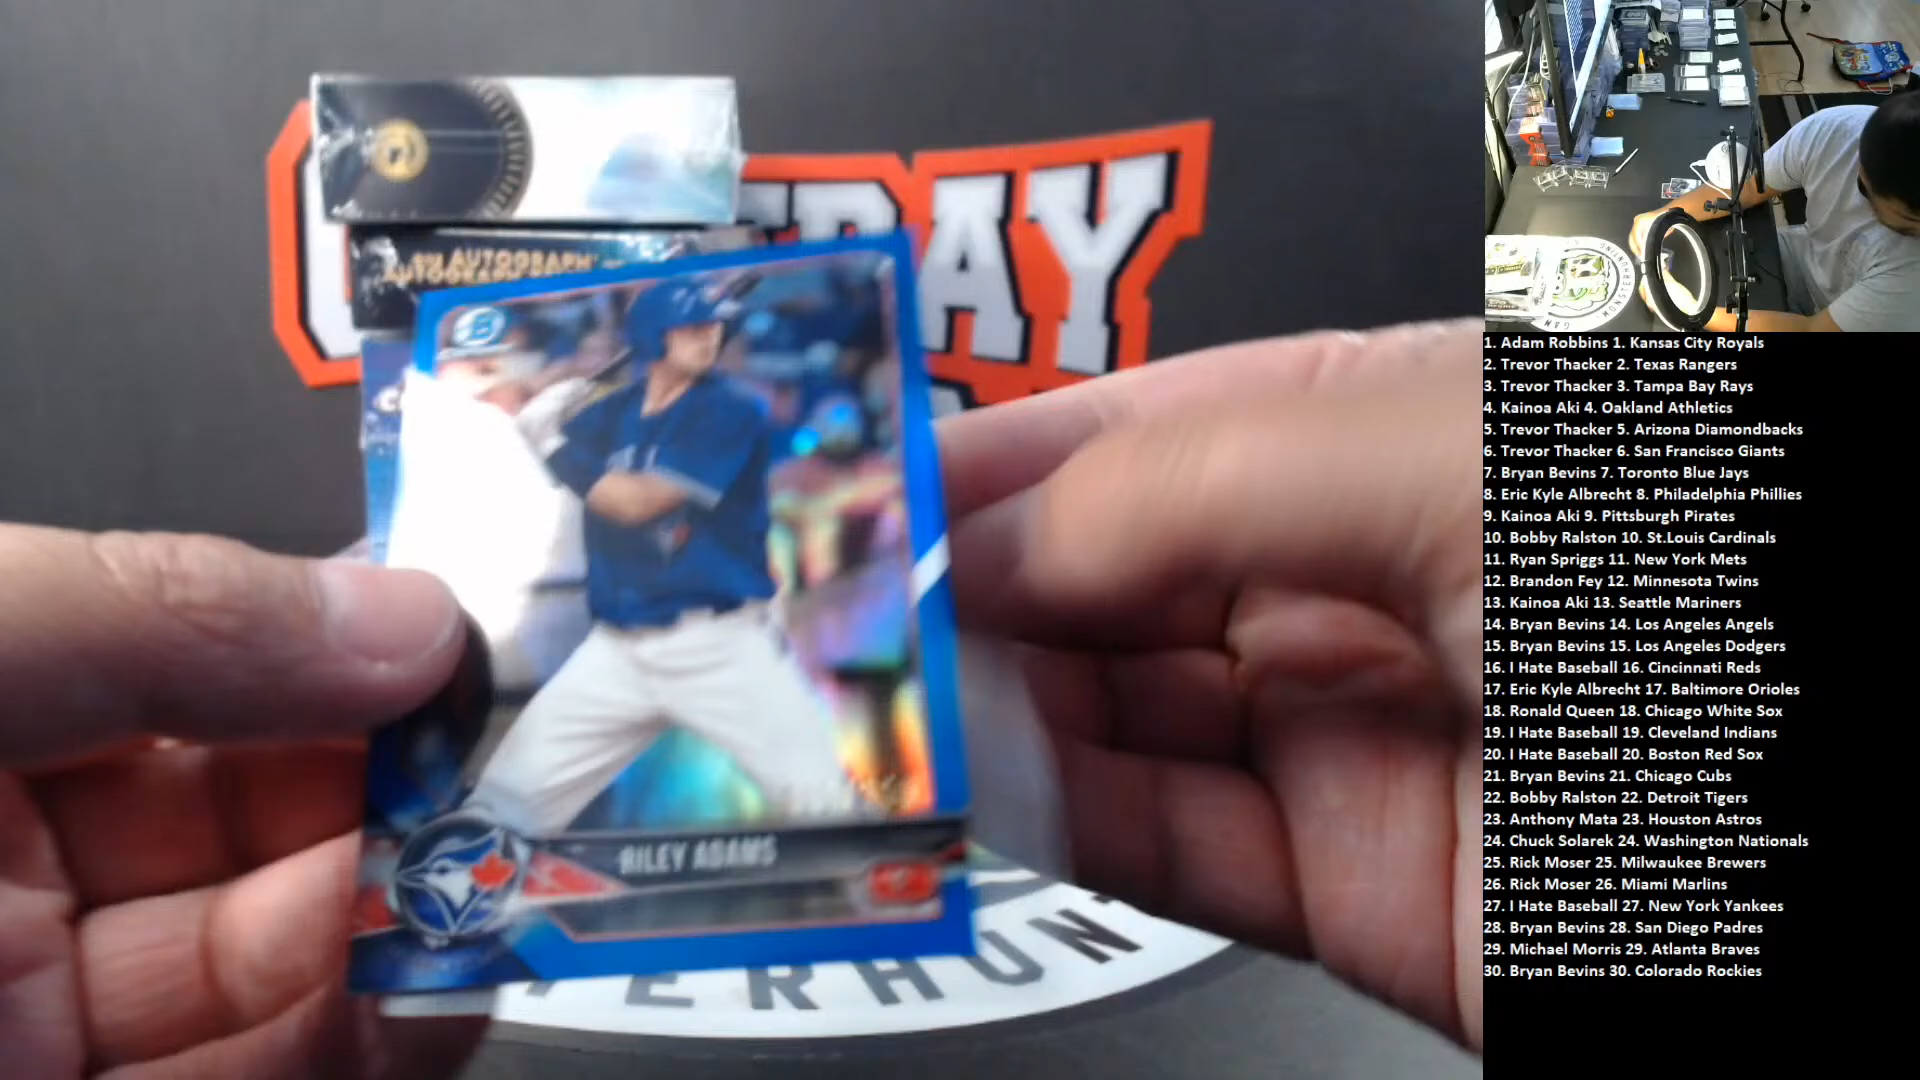 AUTOGRAPH
RILEY ADAMS
1. Adam Robbins 1. Kansas City Royals
2. Trevor Thacker 2. Texas Rangers
3. Trevor Thacker 3. Tampa Bay Rays
4. Kainoa Aki 4. Oakland Athletics
5. Trevor Thacker 5. Arizona Diamondbacks
6. Trevor Thacker 6. San Francisco Giants
7. Bryan Bevins 7. Toronto Blue Jays
8. Eric Kyle Albrecht 8. Philadelphia Phillies
9. Kainoa Aki 9. Pittsburgh Pirates
10. Bobby Ralston 10. St.Louis Cardinals
11. Ryan Spriggs 11. New York Mets
12. Brandon Fey 12. Minnesota Twins
13. Kainoa Aki 13. Seattle Mariners
14. Bryan Bevins 14. Los Angeles Angels
15. Bryan Bevins 15. Los Angeles Dodgers
16. I Hate Baseball 16. Cincinnati Reds
17. Eric Kyle Albrecht 17. Baltimore Orioles
18. Ronald Queen 18. Chicago White Sox
19. I Hate Baseball 19. Cleveland Indians
20. I Hate Baseball 20. Boston Red Sox
21. Bryan Bevins 21. Chicago Cubs
22. Bobby Ralston 22. Detroit Tigers
23. Anthony Mata 23. Houston Astros
24. Chuck Solarek 24. Washington Nationals
25. Rick Moser 25. Milwaukee Brewers
26. Rick Moser 26. Miami Marlins
27. I Hate Baseball 27. New York Yankees
28. Bryan Bevins 28. San Diego Padres
29. Michael Morris 29. Atlanta Braves
30. Bryan Bevins 30. Colorado Rockies